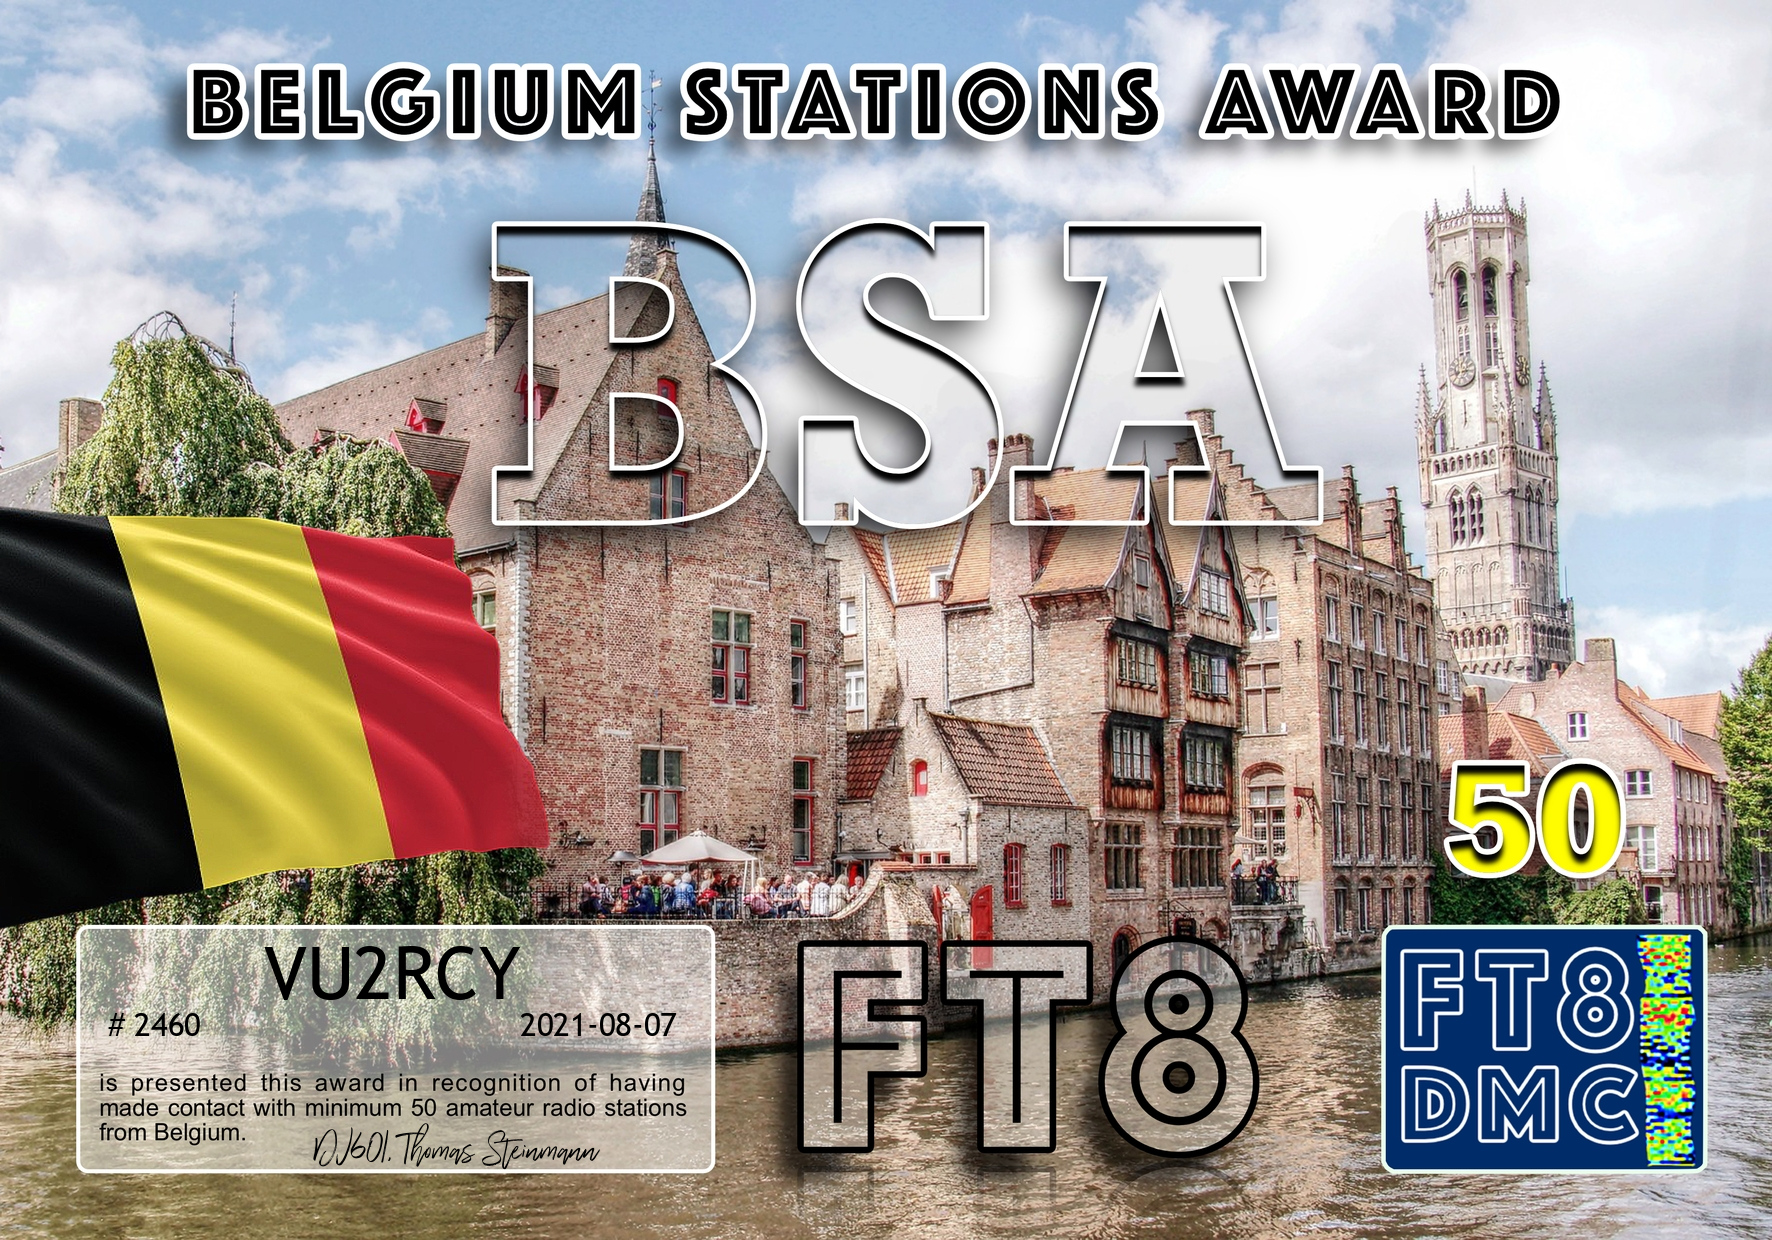 BELGIUM STATIONS AWARD
BSA
50
VU2RCY
# 2460 2021-08-07
is presented this award in recognition of having
made contact with minimum 50 amateur radio stations
from Belgium.
DJ6OI, Thomas Steinmann
FT8
FT8
DMC